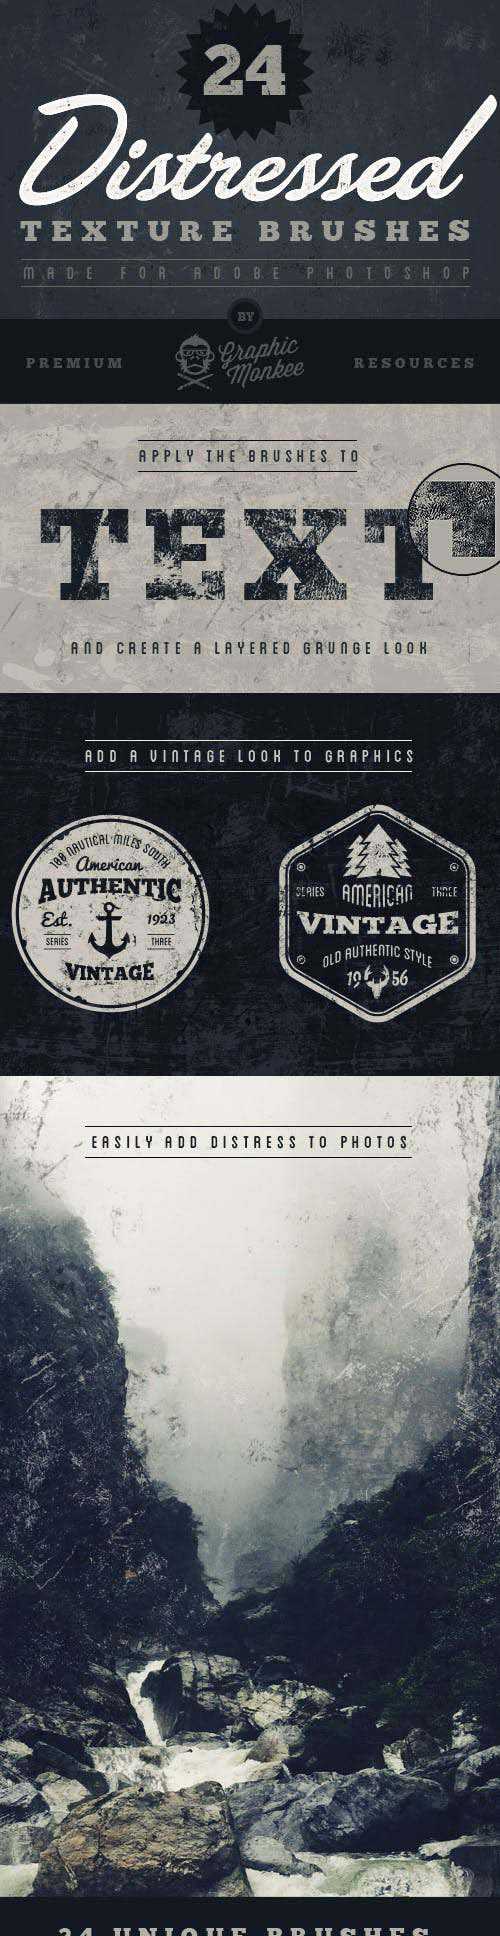 24
Distressed
TEXTURE BRUSHES
MADE FOR ADOBE PHOTOSHOP
BY
PREMIUM Graphic Monkee RESOURCES
APPLY THE BRUSHES TO
TEXT
AND CREATE A LAYERED GRUNGE LOOK
ADD A VINTAGE LOOK TO GRAPHICS
100 NAUTICAL MILES SOUTH
American
AUTHENTIC
Est. 1923
SERIES THREE
VINTAGE
SERIES AMERICAN THREE
VINTAGE
OLD AUTHENTIC STYLE
19 56
EASILY ADD DISTRESS TO PHOTOS
24 UNIQUE BRUSHES